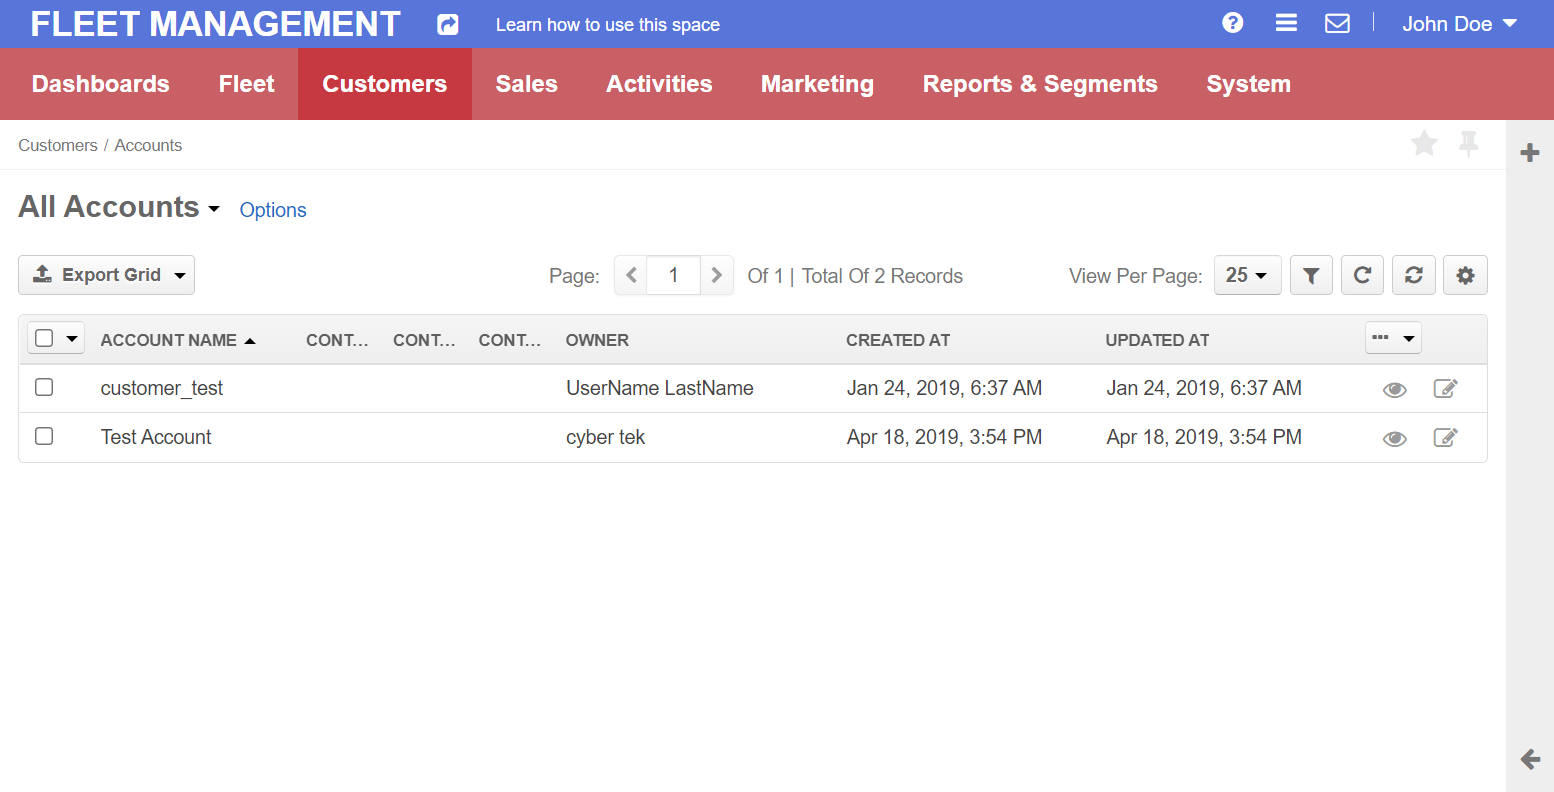 FLEET MANAGEMENT Learn how to use this space John Doe
Dashboards Fleet Customers Sales Activities Marketing Reports & Segments System
Customers / Accounts
All Accounts Options
Export Grid Page: 1 Of 1 | Total Of 2 Records View Per Page: 25
ACCOUNT NAME CONT... CONT... CONT... OWNER CREATED AT UPDATED AT
customer_test UserName LastName Jan 24, 2019, 6:37 AM Jan 24, 2019, 6:37 AM
Test Account cyber tek Apr 18, 2019, 3:54 PM Apr 18, 2019, 3:54 PM